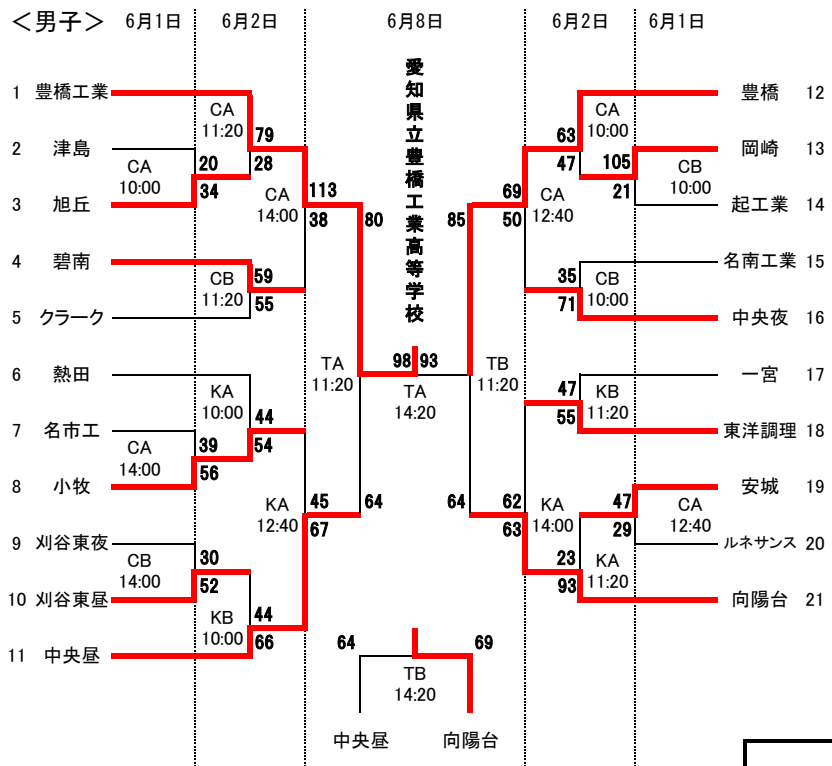 ＜男子＞ 6月1日 6月2日 6月8日 6月2日 6月1日
愛知県立豊橋工業高等学校
1 豊橋工業
CA
11:20
79
28
2 津島
CA
10:00
20
34
3 旭丘
CA
14:00
113
38
80
4 碧南
CB
11:20
59
55
5 クラーク
6 熱田
KA
10:00
44
54
7 名市工
CA
14:00
39
56
8 小牧
KA
12:40
45
67
64
9 刈谷東夜
CB
14:00
30
52
10 刈谷東昼
KB
10:00
44
66
11 中央昼
TA
11:20
98 93
TA
14:20
TB
11:20
豊橋 12
CA
10:00
63
47
岡崎 13
105
21
CB
10:00
起工業 14
85
69
50
CA
12:40
名南工業 15
35
71
CB
10:00
中央夜 16
一宮 17
47
55
KB
11:20
東洋調理 18
安城 19
47
29
CA
12:40
ルネサンス 20
64
62
63
KA
14:00
23
93
KA
11:20
向陽台 21
64 69
TB
14:20
中央昼 向陽台